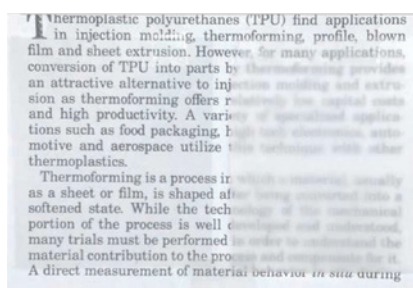 Thermoplastic polyurethanes (TPU) find applications
in injection molding, thermoforming, profile, blown
film and sheet extrusion. However, for many applications,
conversion of TPU into parts by thermoforming provides
an attractive alternative to injection molding and extru-
sion as thermoforming offers relatively low capital costs
and high productivity. A variety of specialized applica-
tions such as food packaging, high tech electronics, auto-
motive and aerospace utilize this technique with other
thermoplastics.
Thermoforming is a process in which a material, usually
as a sheet or film, is shaped after being converted into a
softened state. While the technology of the mechanical
portion of the process is well developed and understood,
many trials must be performed in order to understand the
material contribution to the process and compensate for it.
A direct measurement of material behavior in situ during